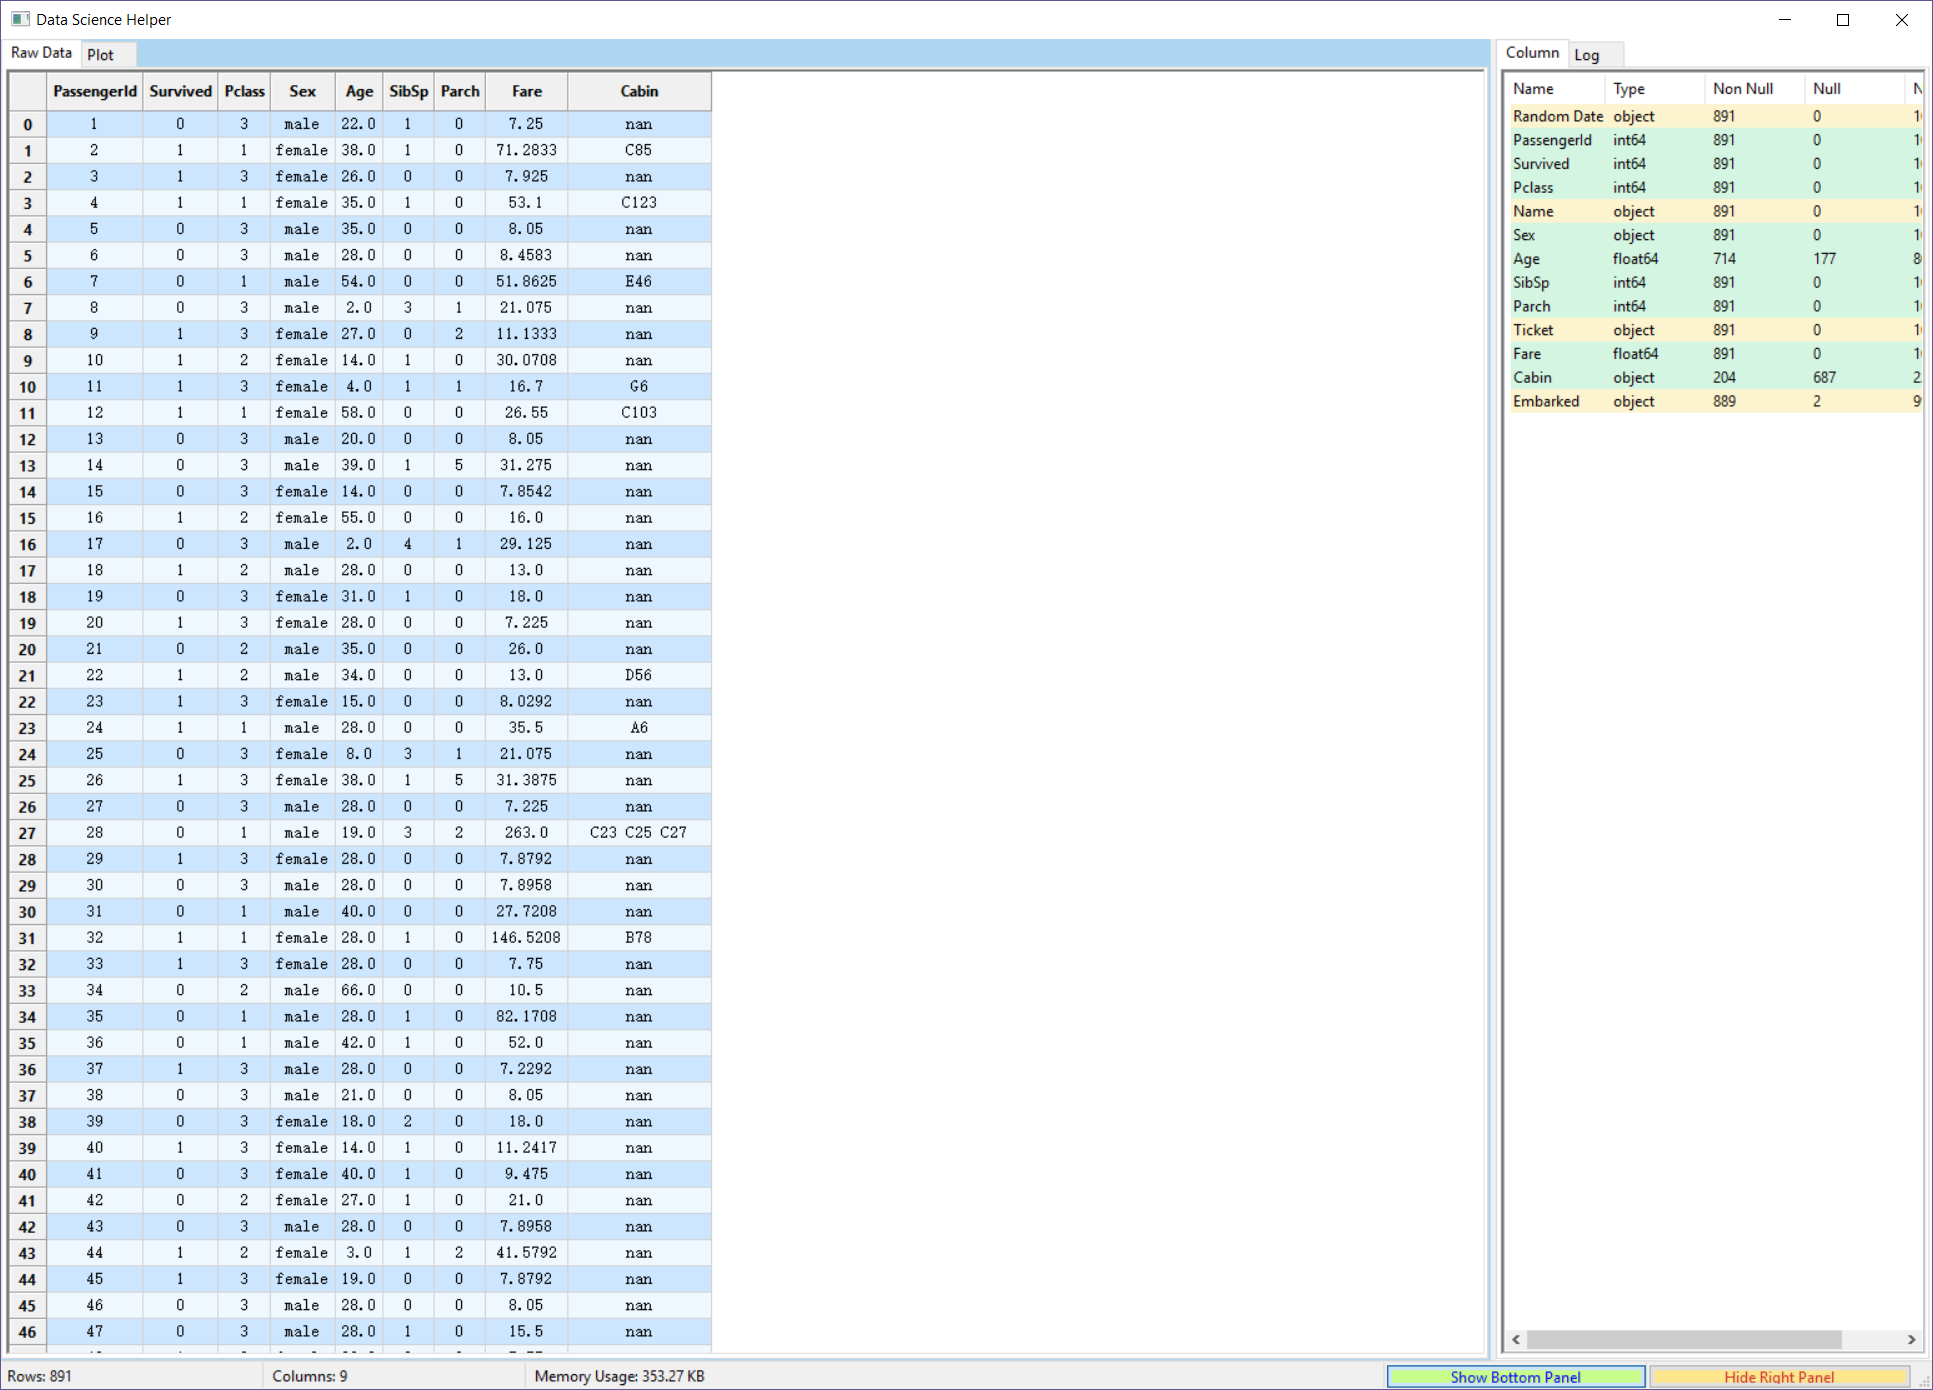 Data Science Helper
Raw Data Plot
PassengerId Survived Pclass Sex Age SibSp Parch Fare Cabin
0 1 0 3 male 22.0 1 0 7.25 nan
1 2 1 1 female 38.0 1 0 71.2833 C85
2 3 1 3 female 26.0 0 0 7.925 nan
3 4 1 1 female 35.0 1 0 53.1 C123
4 5 0 3 male 35.0 0 0 8.05 nan
5 6 0 3 male 28.0 0 0 8.4583 nan
6 7 0 1 male 54.0 0 0 51.8625 E46
7 8 0 3 male 2.0 3 1 21.075 nan
8 9 1 3 female 27.0 0 2 11.1333 nan
9 10 1 2 female 14.0 1 0 30.0708 nan
10 11 1 3 female 4.0 1 1 16.7 G6
11 12 1 1 female 58.0 0 0 26.55 C103
12 13 0 3 male 20.0 0 0 8.05 nan
13 14 0 3 male 39.0 1 5 31.275 nan
14 15 0 3 female 14.0 0 0 7.8542 nan
15 16 1 2 female 55.0 0 0 16.0 nan
16 17 0 3 male 2.0 4 1 29.125 nan
17 18 1 2 male 28.0 0 0 13.0 nan
18 19 0 3 female 31.0 1 0 18.0 nan
19 20 1 3 female 28.0 0 0 7.225 nan
20 21 0 2 male 35.0 0 0 26.0 nan
21 22 1 2 male 34.0 0 0 13.0 D56
22 23 1 3 female 15.0 0 0 8.0292 nan
23 24 1 1 male 28.0 0 0 35.5 A6
24 25 0 3 female 8.0 3 1 21.075 nan
25 26 1 3 female 38.0 1 5 31.3875 nan
26 27 0 3 male 28.0 0 0 7.225 nan
27 28 0 1 male 19.0 3 2 263.0 C23 C25 C27
28 29 1 3 female 28.0 0 0 7.8792 nan
29 30 0 3 male 28.0 0 0 7.8958 nan
30 31 0 1 male 40.0 0 0 27.7208 nan
31 32 1 1 female 28.0 1 0 146.5208 B78
32 33 1 3 female 28.0 0 0 7.75 nan
33 34 0 2 male 66.0 0 0 10.5 nan
34 35 0 1 male 28.0 1 0 82.1708 nan
35 36 0 1 male 42.0 1 0 52.0 nan
36 37 1 3 male 28.0 0 0 7.2292 nan
37 38 0 3 male 21.0 0 0 8.05 nan
38 39 0 3 female 18.0 2 0 18.0 nan
39 40 1 3 female 14.0 1 0 11.2417 nan
40 41 0 3 female 40.0 1 0 9.475 nan
41 42 0 2 female 27.0 1 0 21.0 nan
42 43 0 3 male 28.0 0 0 7.8958 nan
43 44 1 2 female 3.0 1 2 41.5792 nan
44 45 1 3 female 19.0 0 0 7.8792 nan
45 46 0 3 male 28.0 0 0 8.05 nan
46 47 0 3 male 28.0 1 0 15.5 nan
Column Log
Name Type Non Null Null
Random Date object 891 0
PassengerId int64 891 0
Survived int64 891 0
Pclass int64 891 0
Name object 891 0
Sex object 891 0
Age float64 714 177
SibSp int64 891 0
Parch int64 891 0
Ticket object 891 0
Fare float64 891 0
Cabin object 204 687
Embarked object 889 2
Rows: 891 Columns: 9 Memory Usage: 353.27 KB Show Bottom Panel Hide Right Panel